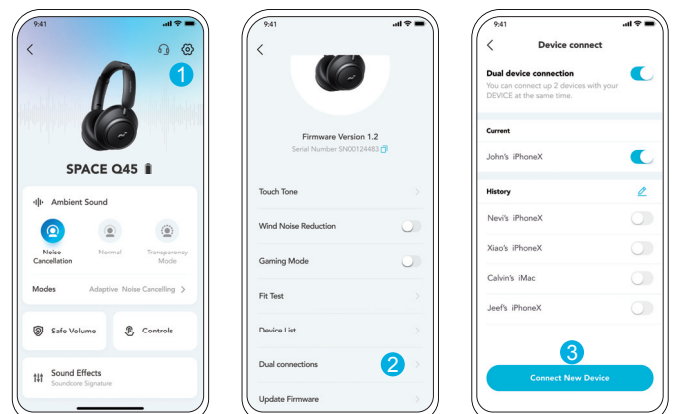 9:41
1
SPACE Q45
Ambient Sound
Noise
Cancellation
Normal
Transparency
Mode
Modes
Adaptive Noise Cancelling
Safe Volume
Controls
Sound Effects
Soundcore Signature
9:41
Firmware Version 1.2
Serial Number SN00124483
Touch Tone
Wind Noise Reduction
Gaming Mode
Fit Test
Device List
Dual connections
2
Update Firmware
9:41
Device connect
Dual device connection
You can connect up 2 devices with your
DEVICE at the same time.
Current
John's iPhoneX
History
Nevi's iPhoneX
Xiao's iPhoneX
Calvin's iMac
Jeef's iPhoneX
3
Connect New Device